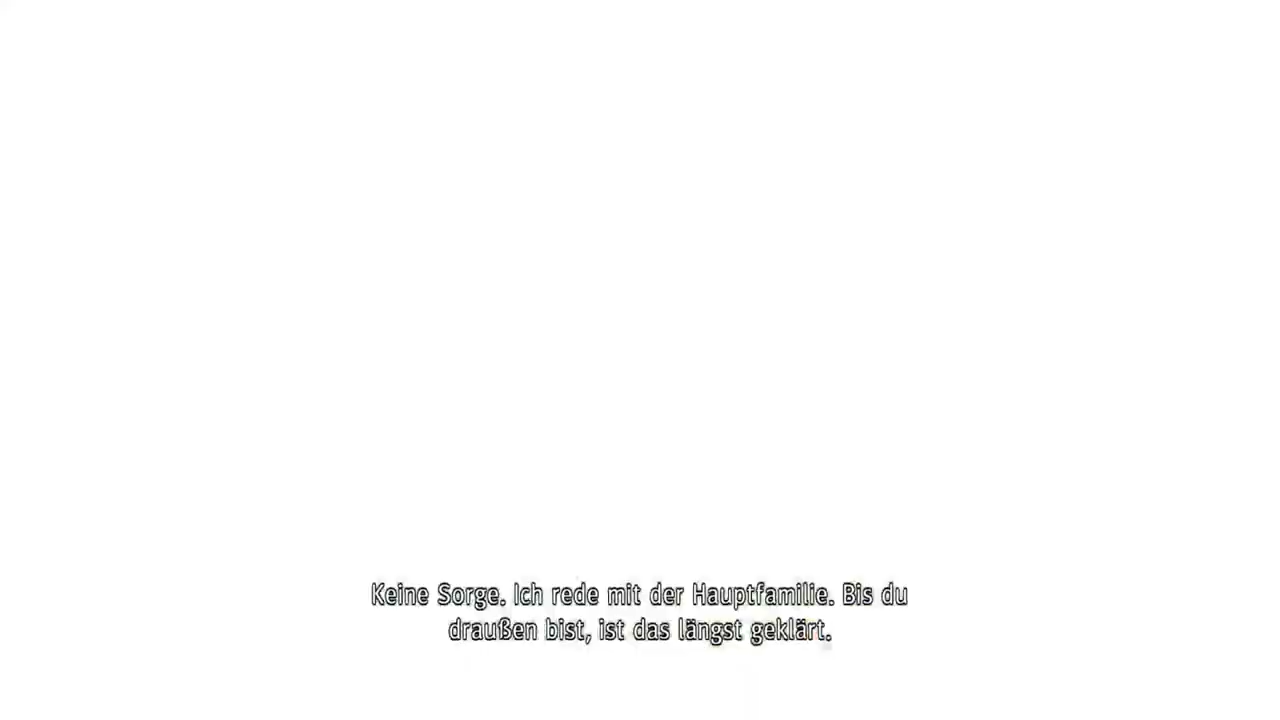 Keine Sorge. Ich rede mit der Hauptfamilie. Bis du
draußen bist, ist das längst geklärt.